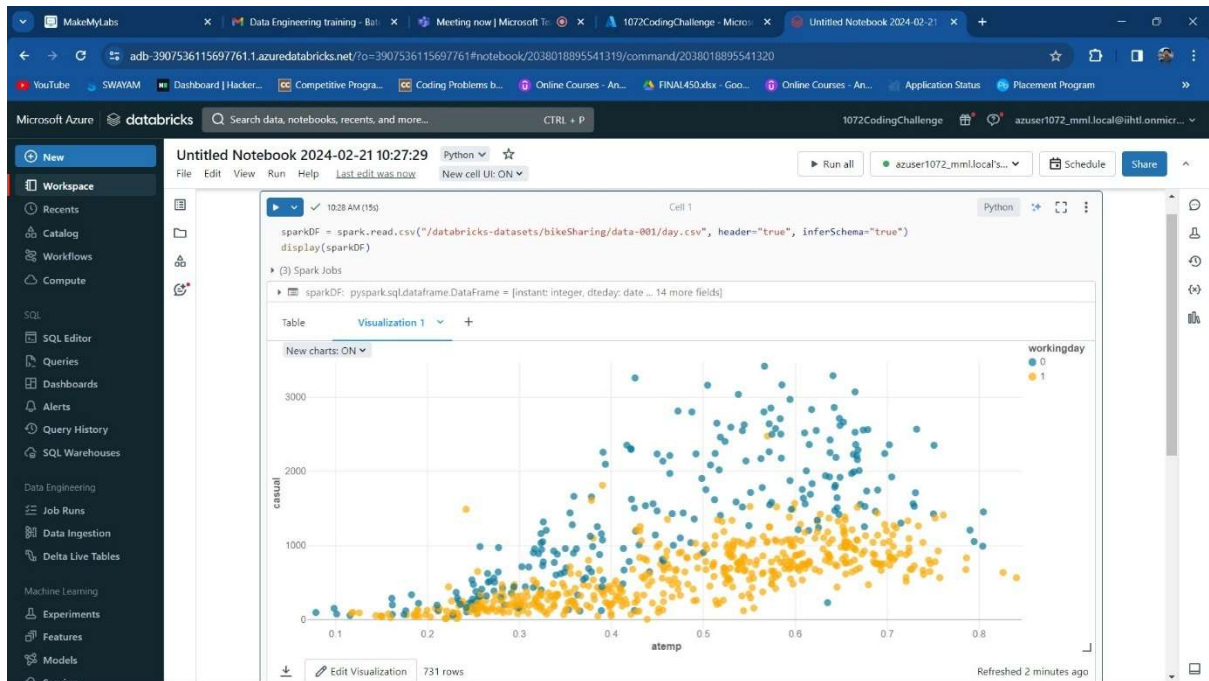 MakeMyLabs
Data Engineering training - Batc
Meeting now | Microsoft Te
1072CodingChallenge - Micros
Untitled Notebook 2024-02-21
adb-3907536115697761.1.azuredatabricks.net/?o=3907536115697761#notebook/2038018895541319/command/2038018895541320
YouTube
SWAYAM
Dashboard | Hacker...
Competitive Progra...
Coding Problems b...
Online Courses - An...
FINAL450.xlsx - Goo...
Online Courses - An...
Application Status
Placement Program
»
Microsoft Azure
databricks
Search data, notebooks, recents, and more...
CTRL + P
1072CodingChallenge
azuser1072_mml.local@iihtl.onmicr...
New
Workspace
Recents
Catalog
Workflows
Compute
SQL
SQL Editor
Queries
Dashboards
Alerts
Query History
SQL Warehouses
Data Engineering
Job Runs
Data Ingestion
Delta Live Tables
Machine Learning
Experiments
Features
Models
Untitled Notebook 2024-02-21 10:27:29
Python
File Edit View Run Help Last edit was now
New cell UI: ON
Run all
azuser1072_mml.local's...
Schedule
Share
10:28 AM (15s)
Cell 1
Python
sparkDF = spark.read.csv("/databricks-datasets/bikeSharing/data-001/day.csv", header="true", inferSchema="true")
display(sparkDF)
(3) Spark Jobs
sparkDF: pyspark.sql.dataframe.DataFrame = [instant: integer, dteday: date ... 14 more fields]
Table
Visualization 1
+
New charts: ON
workingday
0
1
3000
2000
1000
0
casual
0.1 0.2 0.3 0.4 0.5 0.6 0.7 0.8
atemp
Edit Visualization
731 rows
Refreshed 2 minutes ago